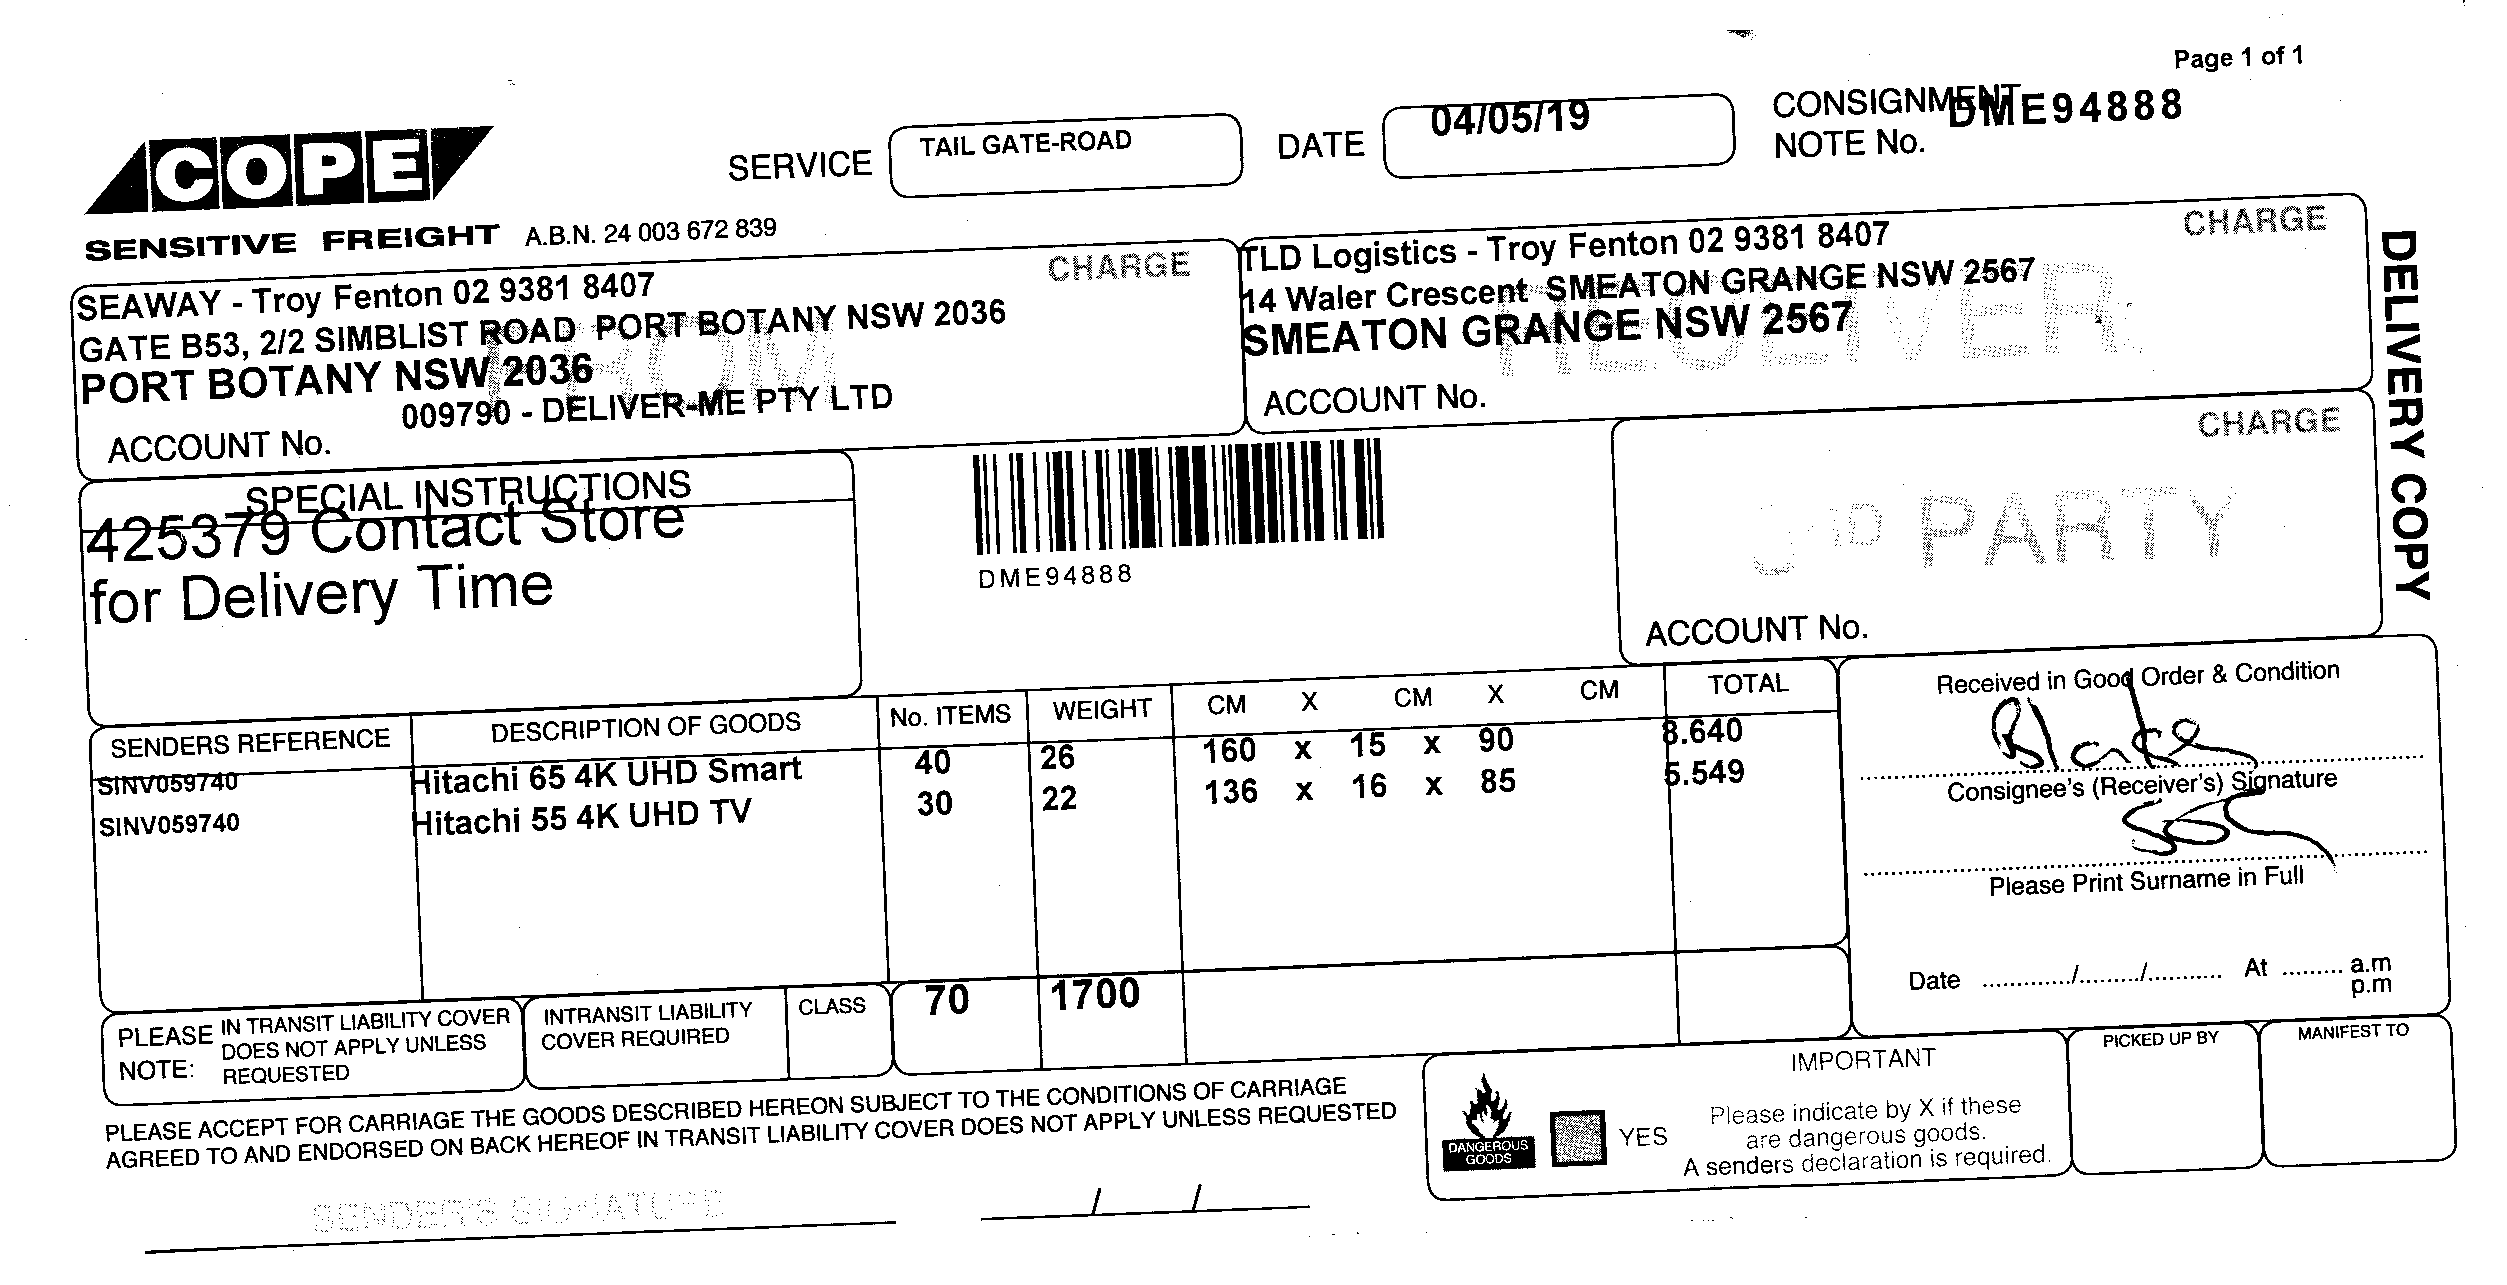 Page 1 of 1
COPE
SENSITIVE FREIGHT A.B.N. 24 003 672 839
SERVICE TAIL GATE-ROAD
DATE 04/05/19
CONSIGNMENT
NOTE No. DME94888
CHARGE
SEAWAY - Troy Fenton 02 9381 8407
GATE B53, 2/2 SIMBLIST ROAD PORT BOTANY NSW 2036
PORT BOTANY NSW 2036
009790 - DELIVER-ME PTY LTD
ACCOUNT No.
CHARGE
TLD Logistics - Troy Fenton 02 9381 8407
14 Waler Crescent SMEATON GRANGE NSW 2567
SMEATON GRANGE NSW 2567
RECEIVER
ACCOUNT No.
DELIVERY COPY
SPECIAL INSTRUCTIONS
425379 Contact Store
for Delivery Time
DME94888
CHARGE
3RD PARTY
ACCOUNT No.
SENDERS REFERENCE DESCRIPTION OF GOODS No. ITEMS WEIGHT CM X CM X CM TOTAL
SINV059740 Hitachi 65 4K UHD Smart 40 26 160 x 15 x 90 8.640
SINV059740 Hitachi 55 4K UHD TV 30 22 136 x 16 x 85 5.549
70 1700
Received in Good Order & Condition
Blake
Consignee's (Receiver's) Signature
Please Print Surname in Full
Date ............./........./........... At ......... a.m
p.m
PLEASE NOTE: IN TRANSIT LIABILITY COVER
DOES NOT APPLY UNLESS
REQUESTED
INTRANSIT LIABILITY
COVER REQUIRED
CLASS
PLEASE ACCEPT FOR CARRIAGE THE GOODS DESCRIBED HEREON SUBJECT TO THE CONDITIONS OF CARRIAGE
AGREED TO AND ENDORSED ON BACK HEREOF IN TRANSIT LIABILITY COVER DOES NOT APPLY UNLESS REQUESTED
DANGEROUS
GOODS
YES
IMPORTANT
Please indicate by X if these
are dangerous goods.
A senders declaration is required.
PICKED UP BY
MANIFEST TO
SENDER'S SIGNATURE
/ /